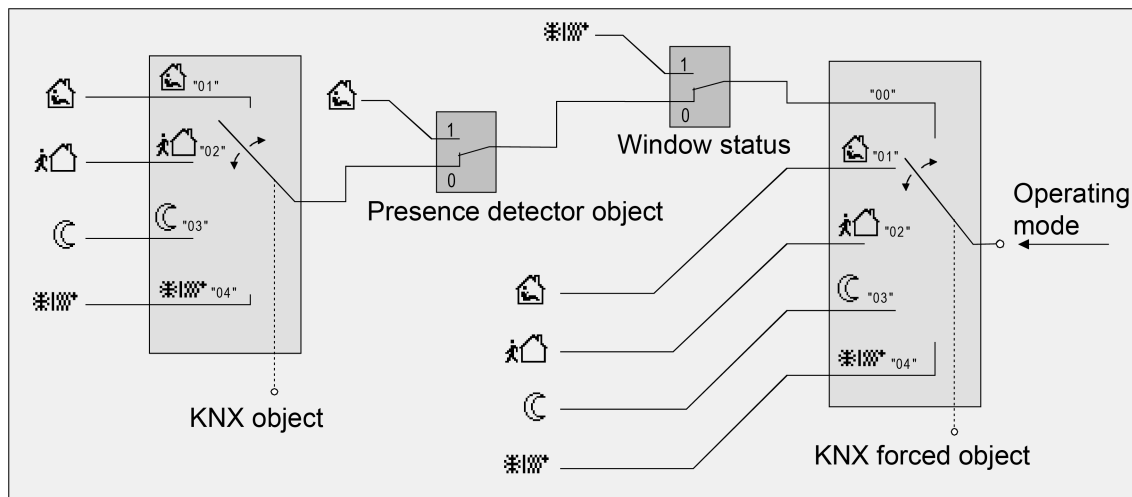 "01"
"02"
"03"
"04"
KNX object
1
0
Presence detector object
1
0
Window status
"00"
"01"
"02"
"03"
"04"
KNX forced object
Operating
mode